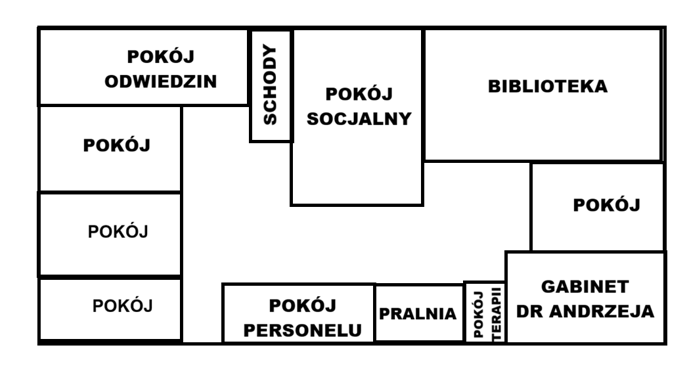 POKÓJ
ODWIEDZIN
SCHODY
POKÓJ
SOCJALNY
BIBLIOTEKA
POKÓJ
POKÓJ
POKÓJ
POKÓJ
POKÓJ
PERSONELU
PRALNIA
POKÓJ
TERAPII
GABINET
DR ANDRZEJA